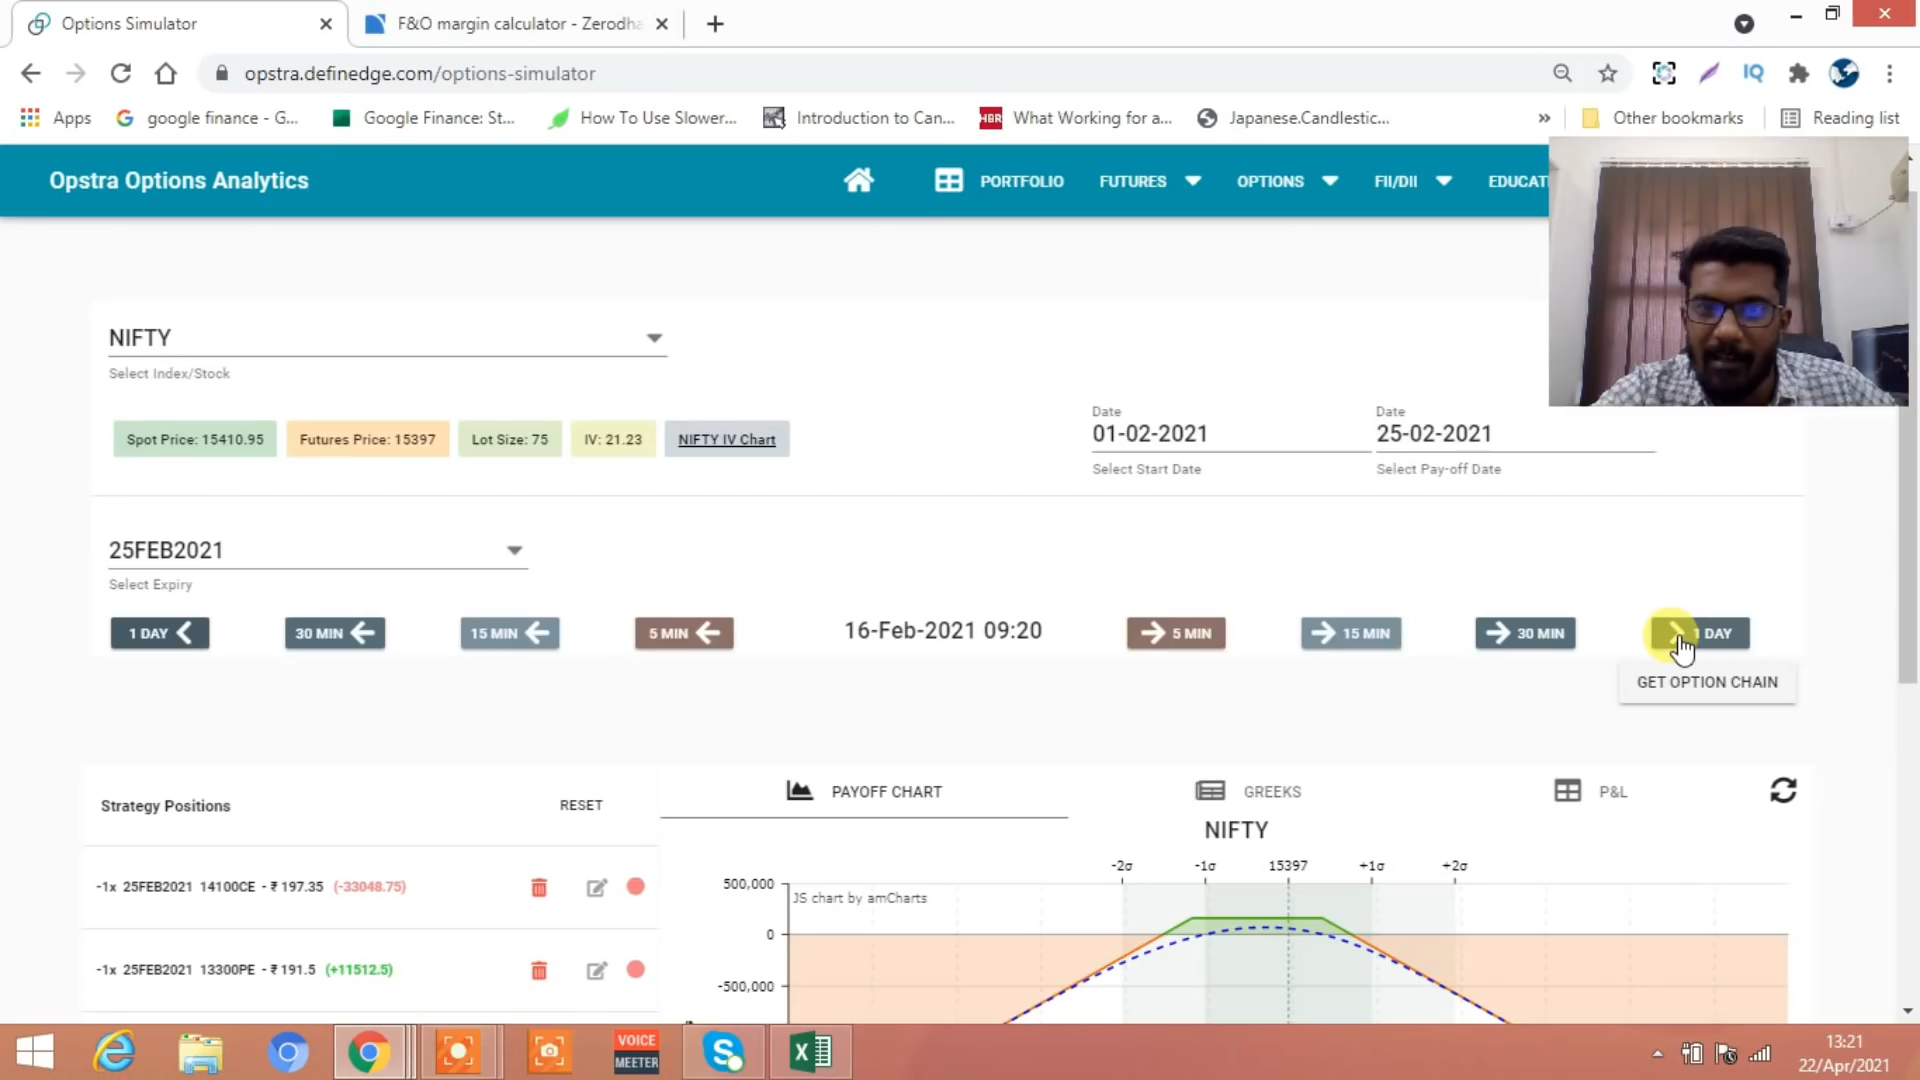 Options Simulator
F&O margin calculator - Zerodha
opstra.definedge.com/options-simulator
IQ
Apps
google finance - G...
Google Finance: St...
How To Use Slower...
Introduction to Can...
HBR
What Working for a...
Japanese.Candlestic...
»
Other bookmarks
Reading list
Opstra Options Analytics
PORTFOLIO
FUTURES
OPTIONS
FII/DII
EDUCATI
NIFTY
Select Index/Stock
Spot Price: 15410.95
Futures Price: 15397
Lot Size: 75
IV: 21.23
NIFTY IV Chart
Date
01-02-2021
Select Start Date
Date
25-02-2021
Select Pay-off Date
25FEB2021
Select Expiry
1 DAY
30 MIN
15 MIN
5 MIN
16-Feb-2021 09:20
5 MIN
15 MIN
30 MIN
1 DAY
GET OPTION CHAIN
Strategy Positions
RESET
PAYOFF CHART
GREEKS
P&L
NIFTY
-2σ
-1σ
15397
+1σ
+2σ
-1x 25FEB2021 14100CE - ₹ 197.35 (-33048.75)
500,000
JS chart by amCharts
0
-1x 25FEB2021 13300PE - ₹ 191.5 (+11512.5)
-500,000
VOICE
MEETER
13:21
22/Apr/2021